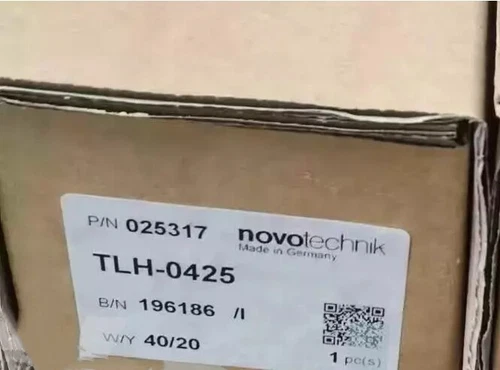 P/N 025317 novotechnik
Made in Germany
TLH-0425
B/N 196186 /I
W/Y 40/20
1 pc(s)